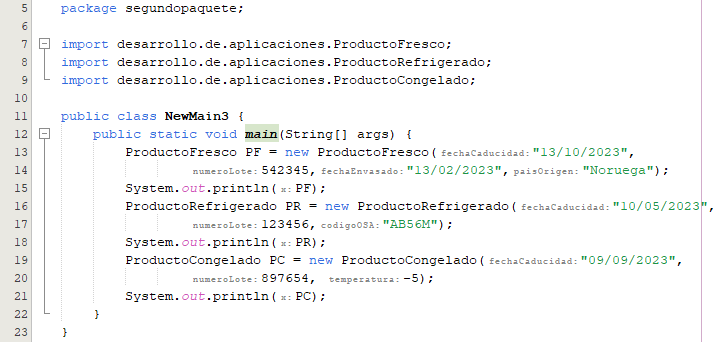 5 package segundopaquete;
6
7 import desarrollo.de.aplicaciones.ProductoFresco;
8 import desarrollo.de.aplicaciones.ProductoRefrigerado;
9 import desarrollo.de.aplicaciones.ProductoCongelado;
10
11 public class NewMain3 {
12 public static void main(String[] args) {
13 ProductoFresco PF = new ProductoFresco( fechaCaducidad: "13/10/2023",
14 numeroLote: 542345, fechaEnvasado: "13/02/2023", paisOrigen: "Noruega");
15 System.out.println( x: PF);
16 ProductoRefrigerado PR = new ProductoRefrigerado( fechaCaducidad: "10/05/2023",
17 numeroLote: 123456, codigoOSA: "AB56M");
18 System.out.println( x: PR);
19 ProductoCongelado PC = new ProductoCongelado( fechaCaducidad: "09/09/2023",
20 numeroLote: 897654, temperatura: -5);
21 System.out.println( x: PC);
22 }
23 }